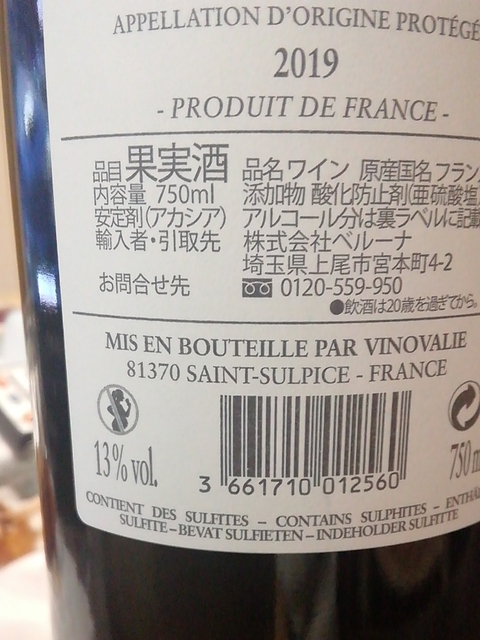 APPELLATION D'ORIGINE PROTÉGÉ
2019
- PRODUIT DE FRANCE -
品目 果実酒 品名 ワイン 原産国名 フラン
内容量 750ml 添加物 酸化防止剤(亜硫酸塩)
安定剤(アカシア) アルコール分は裏ラベルに記載
輸入者・引取先 株式会社ベルーナ
埼玉県上尾市宮本町4-2
お問合せ先 0120-559-950
●飲酒は20歳を過ぎてから。
MIS EN BOUTEILLE PAR VINOVALIE
81370 SAINT-SULPICE - FRANCE
13% vol.
750 m
3 661710 012560
CONTIENT DES SULFITES – CONTAINS SULPHITES – ENTHÄ
SULFITE – BEVAT SULFIETEN – INDEHOLDER SULFITTE